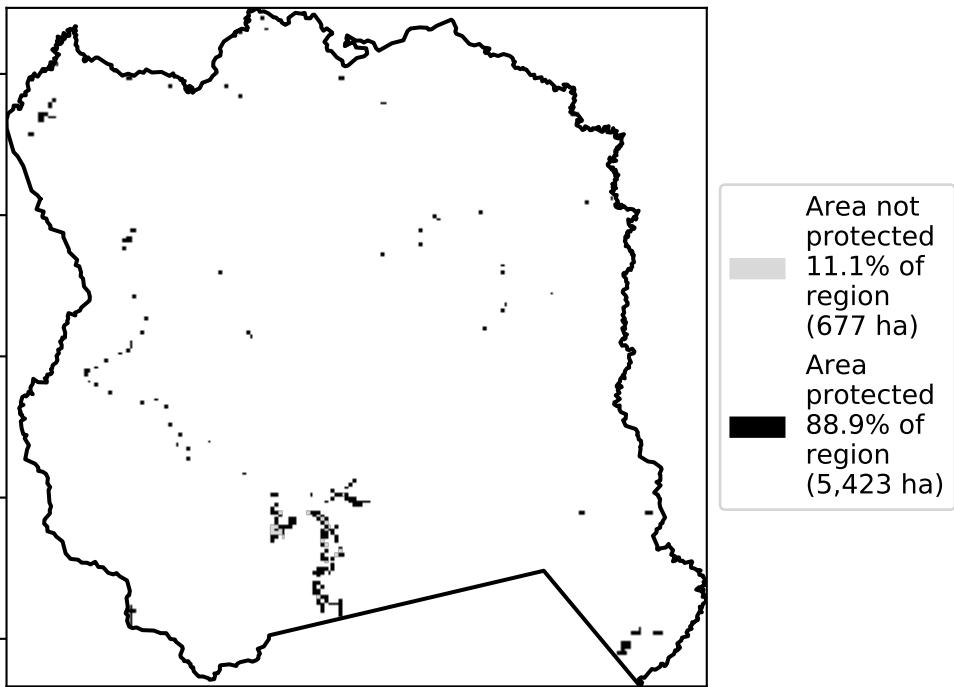 Area not
protected
11.1% of
region
(677 ha)
Area
protected
88.9% of
region
(5,423 ha)